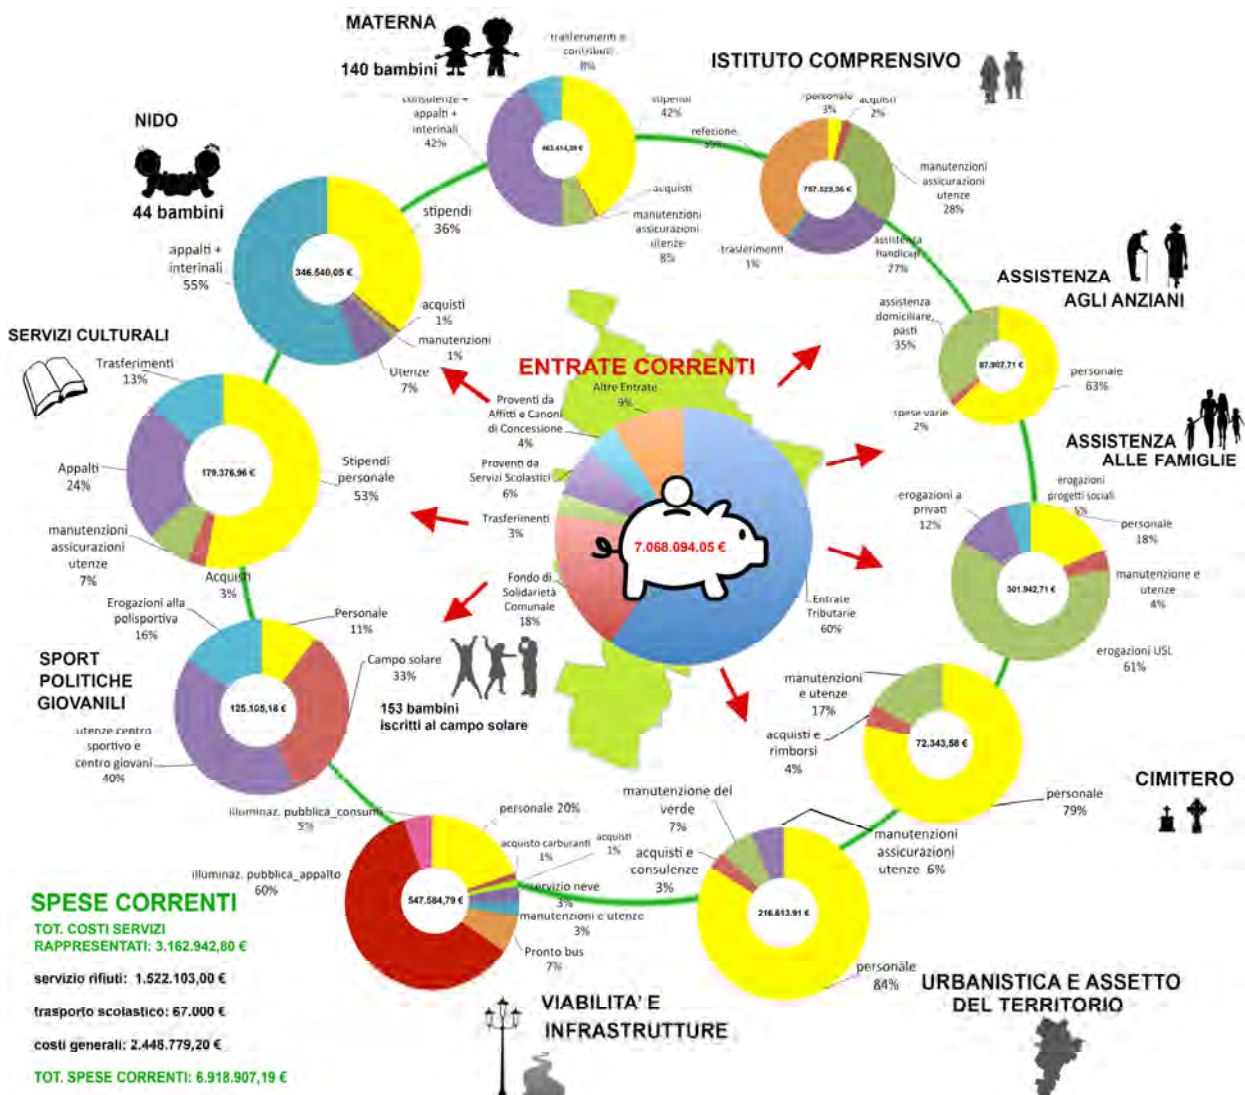 MATERNA
140 bambini
trasferimenti e
contributi
8%
consulenze +
appalti +
interinali
42%
stipendi
42%
acquisti
manutenzioni
assicurazioni
utenze
8%
463.414,39 €
ISTITUTO COMPRENSIVO
personale
3%
acquisti
2%
refezione
39%
manutenzioni
assicurazioni
utenze
28%
assistenza
handicap
27%
trasferimenti
1%
NIDO
44 bambini
appalti +
interinali
55%
stipendi
36%
346.540,05 €
acquisti
1%
manutenzioni
1%
Utenze
7%
ASSISTENZA
AGLI ANZIANI
assistenza
domiciliare,
pasti
35%
87.907,71 €
personale
63%
spese varie
2%
SERVIZI CULTURALI
Trasferimenti
13%
Appalti
24%
179.376,96 €
Stipendi
personale
53%
manutenzioni
assicurazioni
utenze
7%
Acquisti
3%
ENTRATE CORRENTI
Altre Entrate
9%
Proventi da
Affitti e Canoni
di Concessione
4%
Proventi da
Servizi Scolastici
6%
Trasferimenti
3%
7.068.094.05 €
Fondo di
Solidarietà
Comunale
18%
Entrate
Tributarie
60%
ASSISTENZA
ALLE FAMIGLIE
erogazioni
progetti sociali
erogazioni a
privati
12%
personale
18%
301.942,71 €
manutenzione e
utenze
4%
erogazioni USL
61%
SPORT
POLITICHE
GIOVANILI
Erogazioni alla
polisportiva
16%
Personale
11%
Campo solare
33%
125.105,18 €
153 bambini
iscritti al campo solare
utenze centro
sportivo e
centro giovani
40%
manutenzioni
e utenze
17%
acquisti e
rimborsi
4%
72.343,58 €
personale
79%
CIMITERO
illuminaz. pubblica_consumi
5%
personale 20%
acquisto carburanti
1%
acquisti
1%
illuminaz. pubblica_appalto
60%
547.584,79 €
servizio neve
3%
manutenzioni e utenze
3%
Pronto bus
7%
VIABILITA' E
INFRASTRUTTURE
manutenzione del
verde
7%
acquisti e
consulenze
3%
manutenzioni
assicurazioni
utenze 6%
216.613.91 €
personale
84%
URBANISTICA E ASSETTO
DEL TERRITORIO
SPESE CORRENTI
TOT. COSTI SERVIZI
RAPPRESENTATI: 3.162.942,80 €
servizio rifiuti: 1.522.103,00 €
trasporto scolastico: 67.000 €
costi generali: 2.448.779,20 €
TOT. SPESE CORRENTI: 6.918.907,19 €